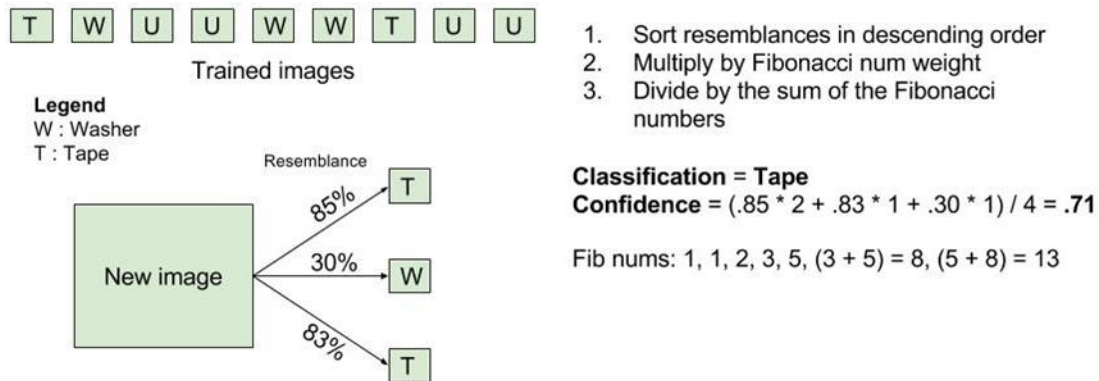 T W U U W W T U U
Trained images
Legend
W : Washer
T : Tape
Resemblance
85%
T
New image
30%
W
83%
T
1. Sort resemblances in descending order
2. Multiply by Fibonacci num weight
3. Divide by the sum of the Fibonacci
numbers
Classification = Tape
Confidence = (.85 * 2 + .83 * 1 + .30 * 1) / 4 = .71
Fib nums: 1, 1, 2, 3, 5, (3 + 5) = 8, (5 + 8) = 13